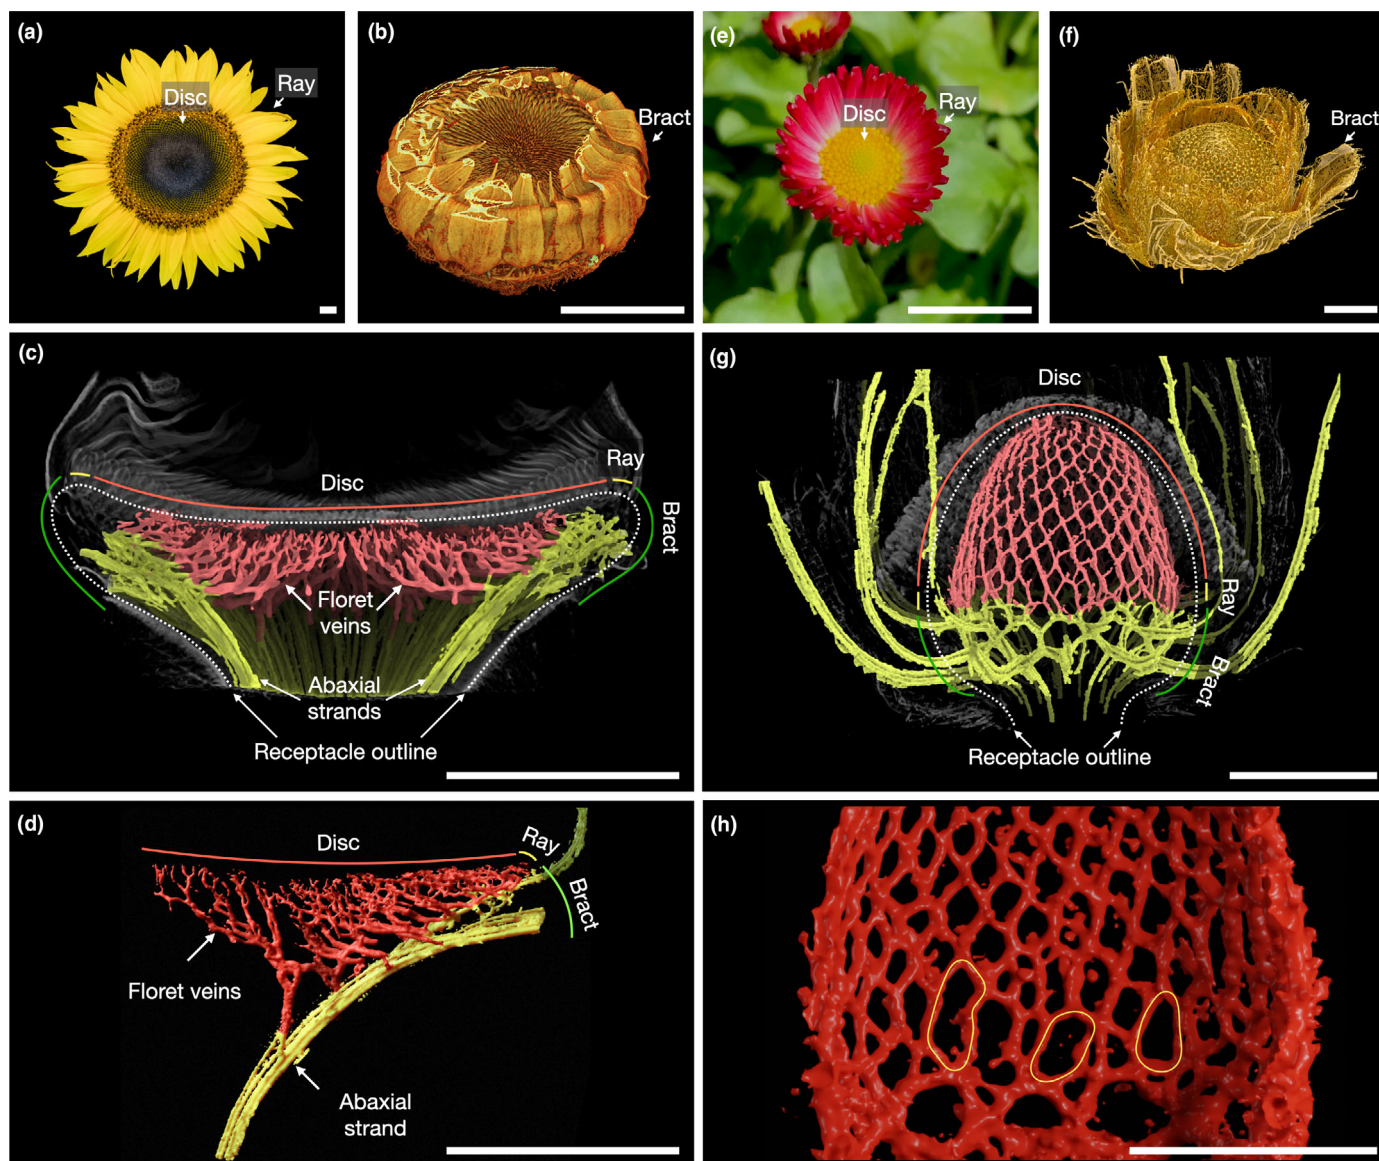 (a)
Disc
Ray
(b)
Bract
(c)
Disc
Ray
Bract
Floret
veins
Abaxial
strands
Receptacle outline
(d)
Disc
Ray
Bract
Floret veins
Abaxial
strand
(e)
Disc
Ray
(f)
Bract
(g)
Disc
Ray
Bract
Receptacle outline
(h)